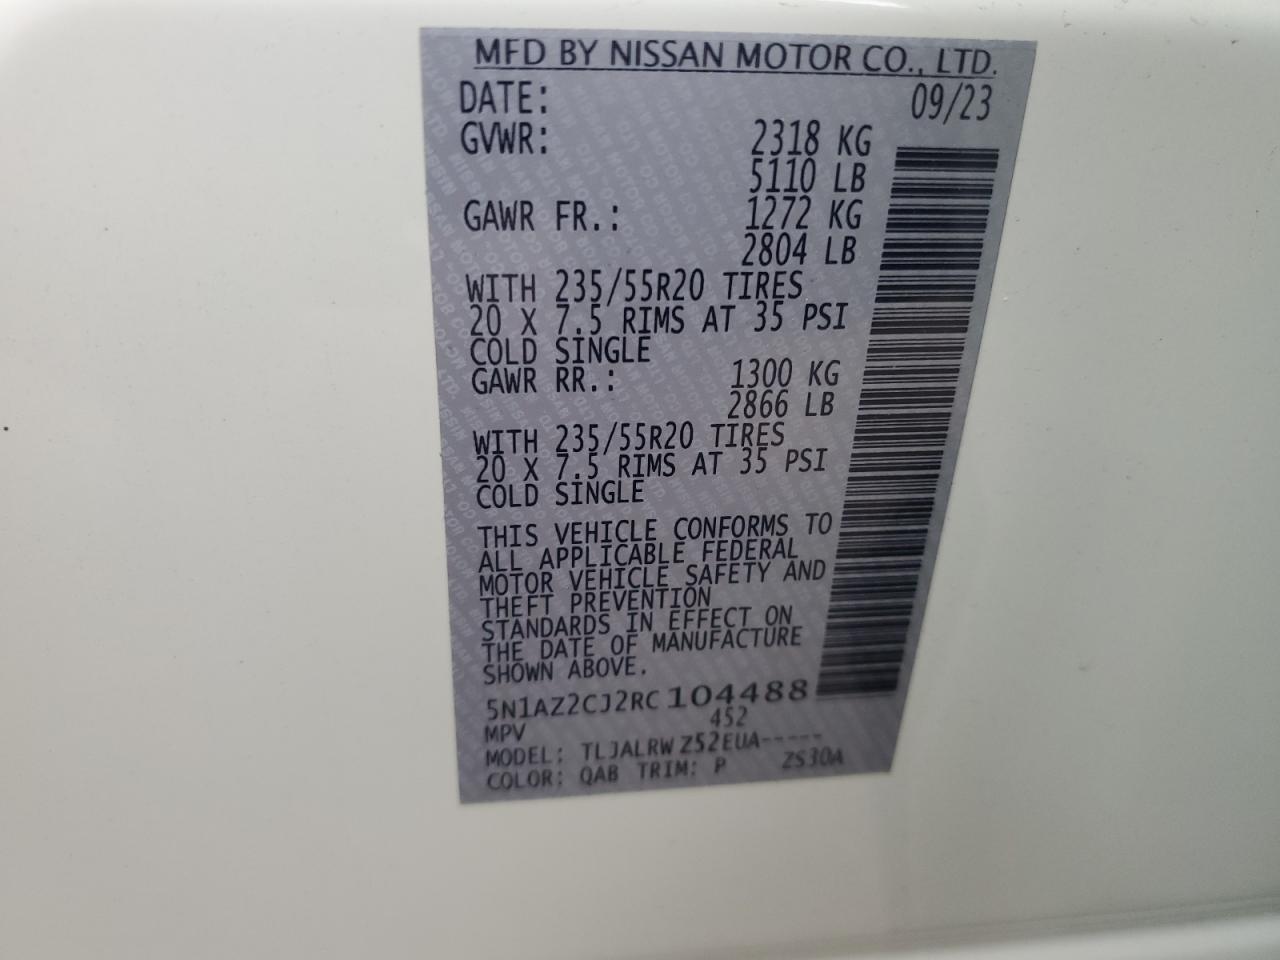 MFD BY NISSAN MOTOR CO., LTD.
DATE: 09/23
GVWR: 2318 KG
5110 LB
GAWR FR.: 1272 KG
2804 LB
WITH 235/55R20 TIRES
20 X 7.5 RIMS AT 35 PSI
COLD SINGLE
GAWR RR.: 1300 KG
2866 LB
WITH 235/55R20 TIRES
20 X 7.5 RIMS AT 35 PSI
COLD SINGLE
THIS VEHICLE CONFORMS TO
ALL APPLICABLE FEDERAL
MOTOR VEHICLE SAFETY AND
THEFT PREVENTION
STANDARDS IN EFFECT ON
THE DATE OF MANUFACTURE
SHOWN ABOVE.
5N1AZ2CJ2RC104488
MPV 452
MODEL: TLJALRW Z52EUA-----
COLOR: QAB TRIM: P ZS30A